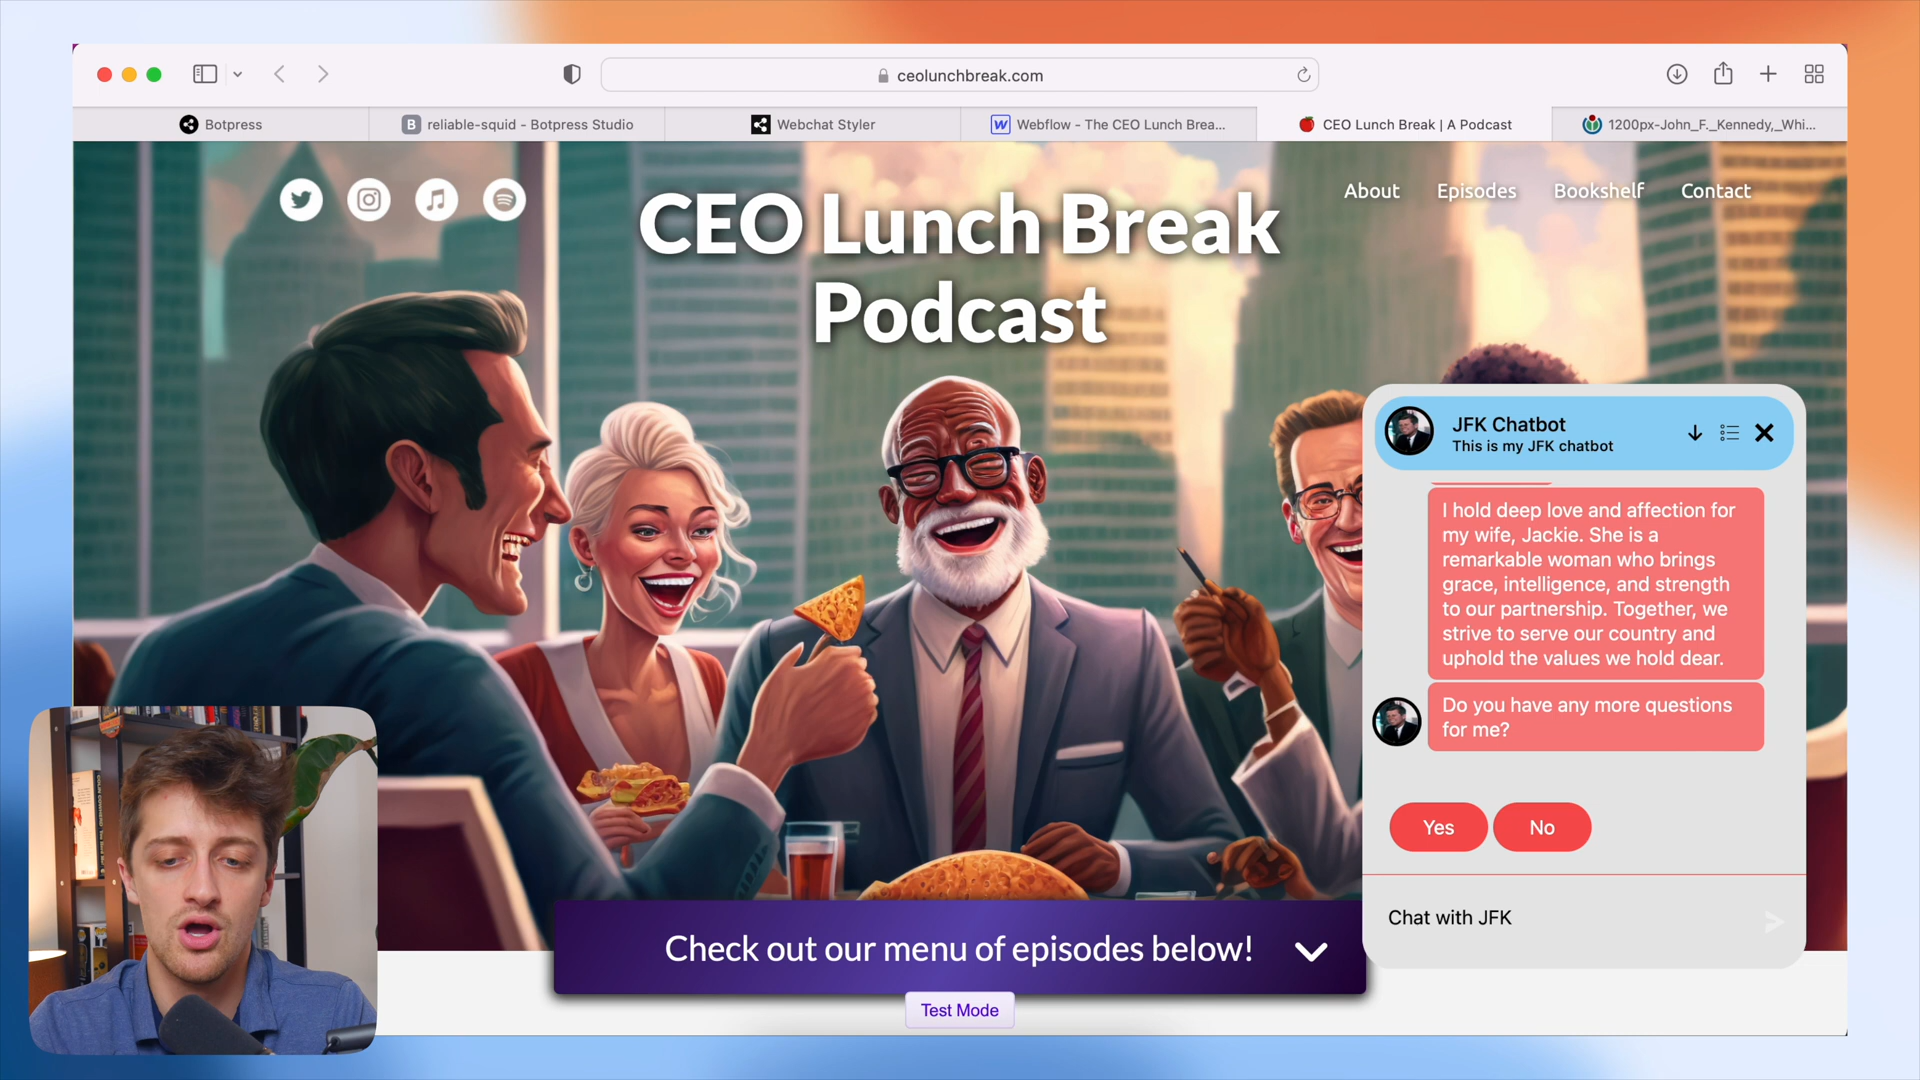 ceolunchbreak.com
Botpress
B reliable-squid - Botpress Studio
Webchat Styler
W Webflow - The CEO Lunch Brea...
CEO Lunch Break | A Podcast
1200px-John_F._Kennedy,_Whi...
About Episodes Bookshelf Contact
CEO Lunch Break
Podcast
JFK Chatbot
This is my JFK chatbot
I hold deep love and affection for
my wife, Jackie. She is a
remarkable woman who brings
grace, intelligence, and strength
to our partnership. Together, we
strive to serve our country and
uphold the values we hold dear.
Do you have any more questions
for me?
Yes No
Chat with JFK
Check out our menu of episodes below!
Test Mode